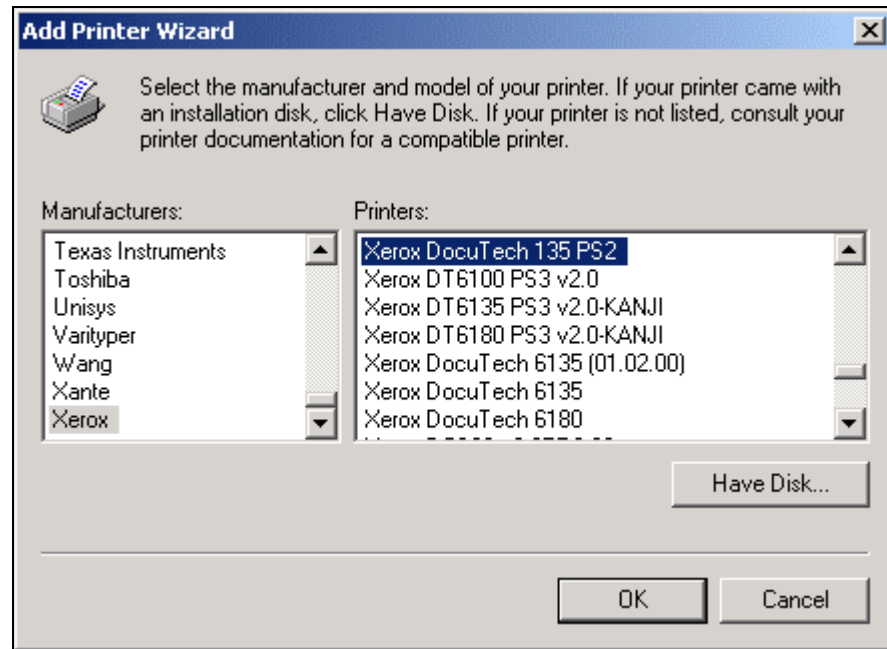 Add Printer Wizard
Select the manufacturer and model of your printer. If your printer came with
an installation disk, click Have Disk. If your printer is not listed, consult your
printer documentation for a compatible printer.
Manufacturers:
Texas Instruments
Toshiba
Unisys
Varityper
Wang
Xante
Xerox
Printers:
Xerox DocuTech 135 PS2
Xerox DT6100 PS3 v2.0
Xerox DT6135 PS3 v2.0-KANJI
Xerox DT6180 PS3 v2.0-KANJI
Xerox DocuTech 6135 (01.02.00)
Xerox DocuTech 6135
Xerox DocuTech 6180
Have Disk...
OK
Cancel